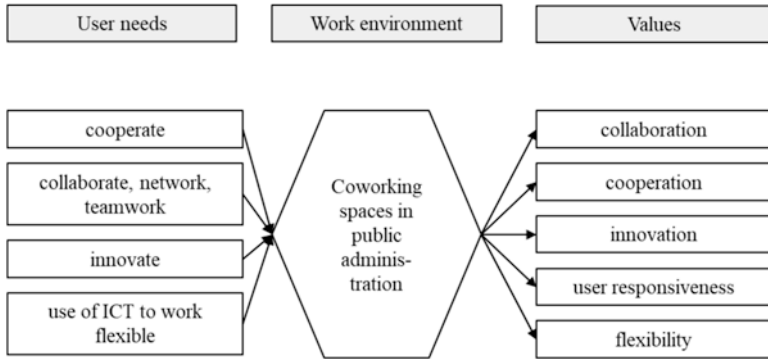 User needs
Work environment
Values
cooperate
collaborate, network,
teamwork
innovate
use of ICT to work
flexible
Coworking
spaces in
public
adminis-
tration
collaboration
cooperation
innovation
user responsiveness
flexibility